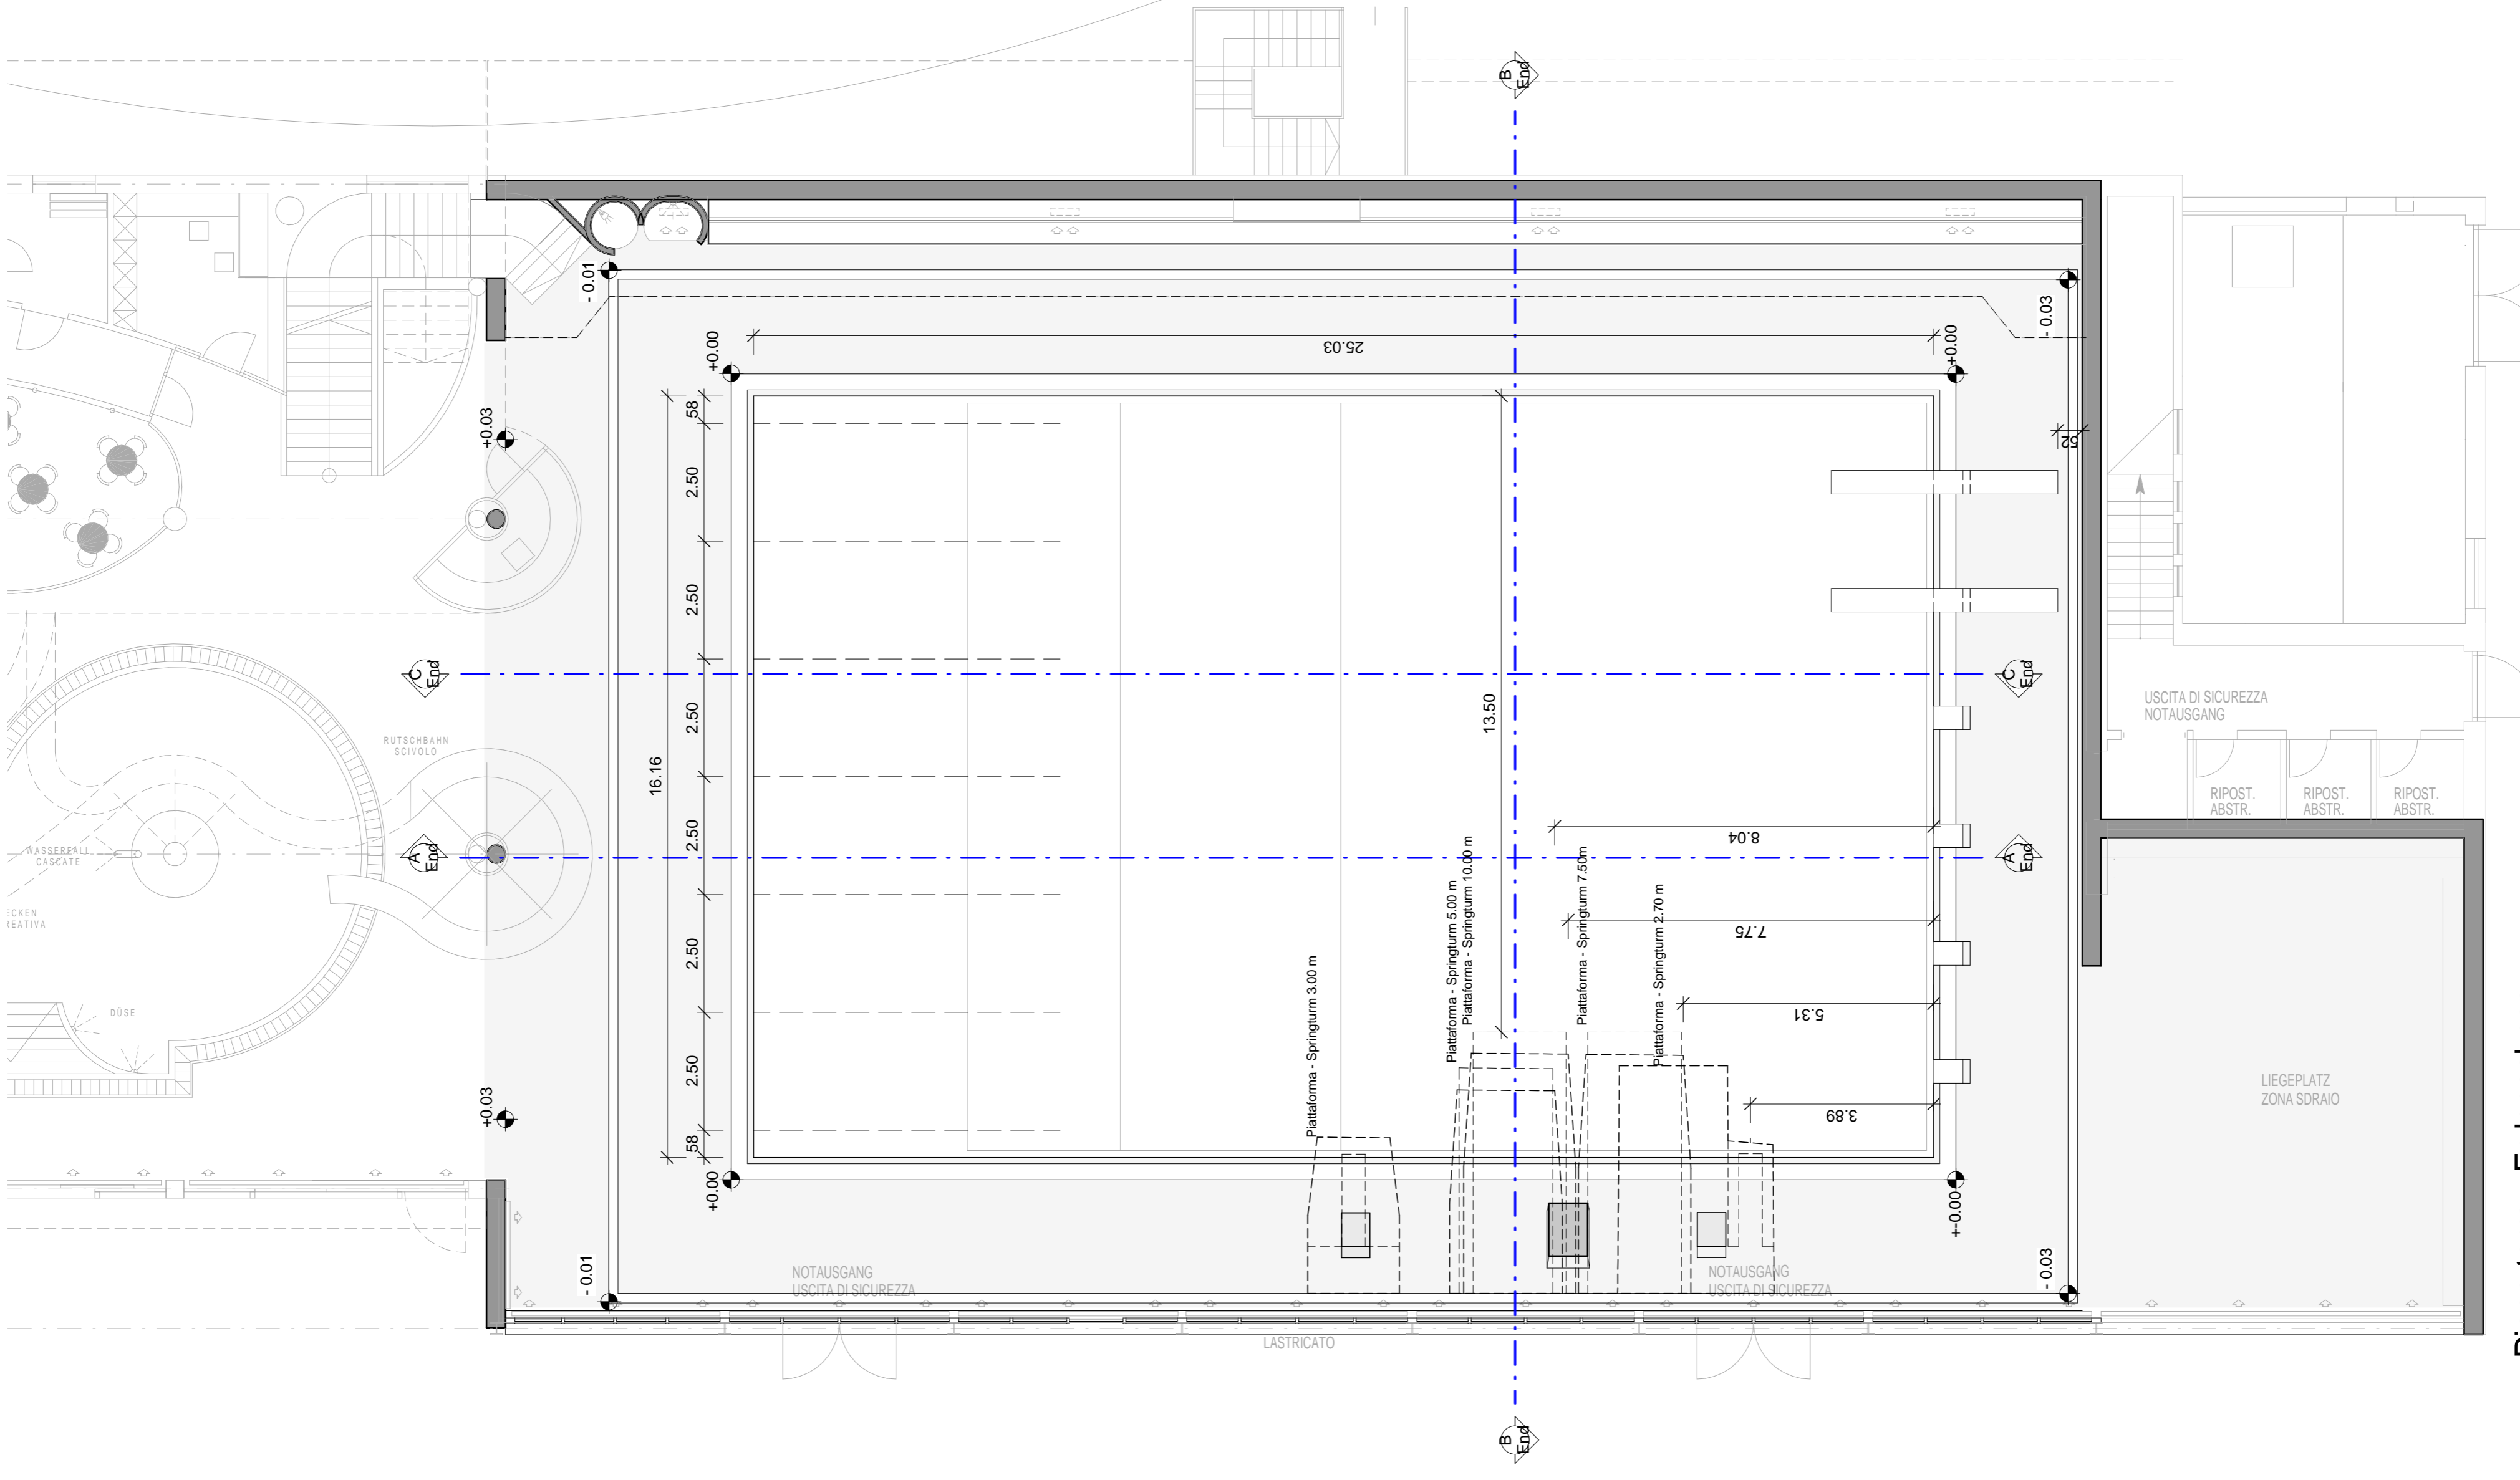 B
End
- 0.01
- 0.03
+0.00
+0.00
25.03
+0.03
58
2.50
2.50
2.50
2.50
2.50
2.50
58
16.16
52
13.50
C
End
C
End
A
End
A
End
RUTSCHBAHN
SCIVOLO
WASSERFALL
CASCATE
ECKEN
REATIVA
DÜSE
USCITA DI SICUREZZA
NOTAUSGANG
RIPOST.
ABSTR.
RIPOST.
ABSTR.
RIPOST.
ABSTR.
8.04
7.75
5.31
3.89
Piattaforma - Springturm 3.00 m
Piattaforma - Springturm 5.00 m
Piattaforma - Springturm 10.00 m
Piattaforma - Springturm 7.50m
Piattaforma - Springturm 2.70 m
+0.03
+0.00
+-0.00
- 0.01
- 0.03
LIEGEPLATZ
ZONA SDRAIO
NOTAUSGANG
USCITA DI SICUREZZA
NOTAUSGANG
USCITA DI SICUREZZA
LASTRICATO
B
End